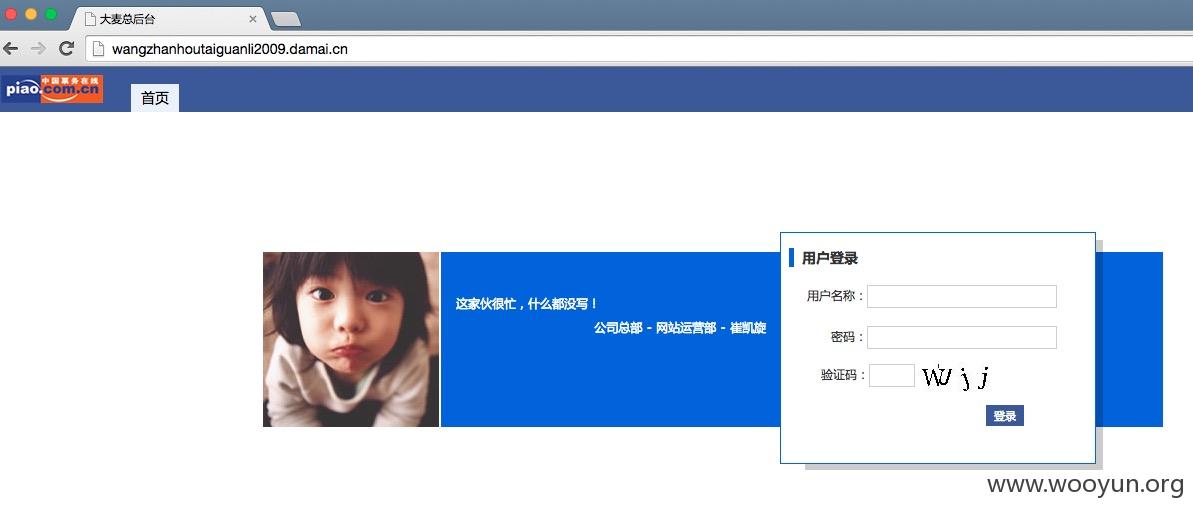 大麦总后台
wangzhanhoutaiguanli2009.damai.cn
中国票务在线
piao.com.cn
首页
这家伙很忙，什么都没写！
公司总部 - 网站运营部 - 崔凯旋
用户登录
用户名称：
密码：
验证码：
登录
www.wooyun.org